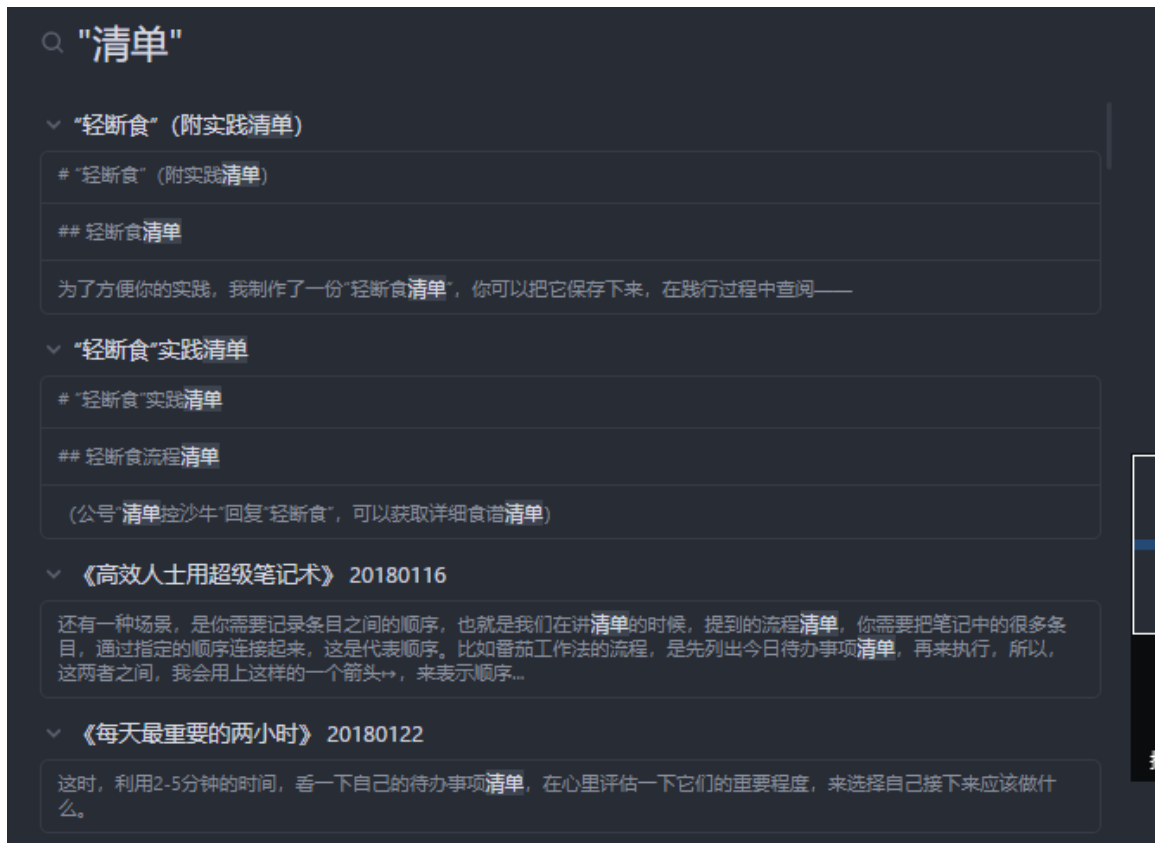 "清单"
“轻断食”（附实践清单）
# “轻断食”（附实践清单）
## 轻断食清单
为了方便你的实践，我制作了一份“轻断食清单”，你可以把它保存下来，在践行过程中查阅——
“轻断食”实践清单
# “轻断食”实践清单
## 轻断食流程清单
（公号“清单控沙牛”回复“轻断食”，可以获取详细食谱清单）
《高效人士用超级笔记术》 20180116
还有一种场景，是你需要记录条目之间的顺序，也就是我们在讲清单的时候，提到的流程清单，你需要把笔记中的很多条
目，通过指定的顺序连接起来，这是代表顺序。比如番茄工作法的流程，是先列出今日待办事项清单，再来执行，所以，
这两者之间，我会用上这样的一个箭头↦，来表示顺序...
《每天最重要的两小时》 20180122
这时，利用2-5分钟的时间，看一下自己的待办事项清单，在心里评估一下它们的重要程度，来选择自己接下来应该做什
么。